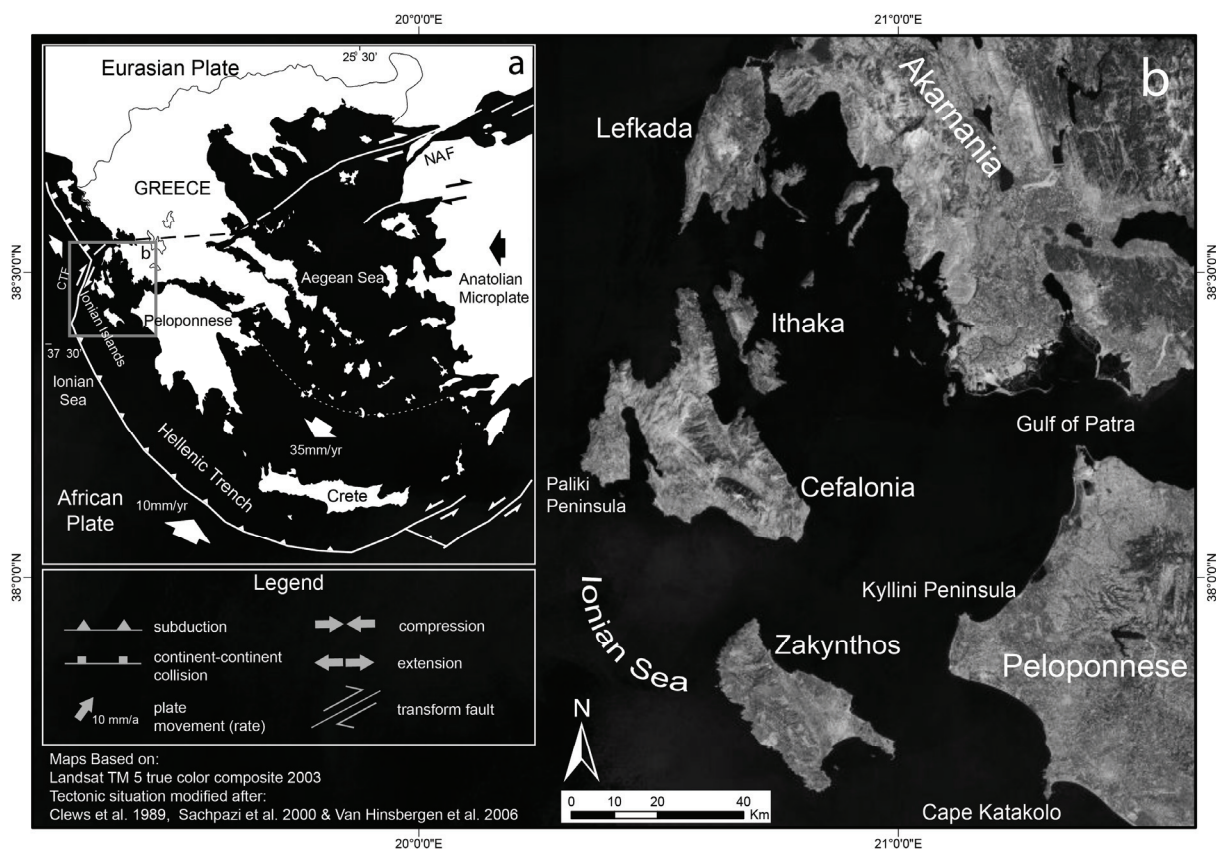 20°0'0"E
21°0'0"E
25° 30'
a
Eurasian Plate
NAF
GREECE
b
CTF
Aegean Sea
Anatolian
Microplate
Ionian Islands
Peloponnese
37° 30'
Ionian
Sea
35mm/yr
Hellenic Trench
Crete
African
Plate
10mm/yr
Legend
subduction
compression
continent-continent
collision
extension
10 mm/a
plate
movement (rate)
transform fault
Maps Based on:
Landsat TM 5 true color composite 2003
Tectonic situation modified after:
Clews et al. 1989, Sachpazi et al. 2000 & Van Hinsbergen et al. 2006
b
Akarnania
Lefkada
Ithaka
Gulf of Patra
Paliki
Peninsula
Cefalonia
Kyllini Peninsula
Ionian Sea
Zakynthos
Peloponnese
N
0 10 20 40
Km
Cape Katakolo
38°30'0"N
38°0'0"N
38°30'0"N
38°0'0"N
20°0'0"E
21°0'0"E